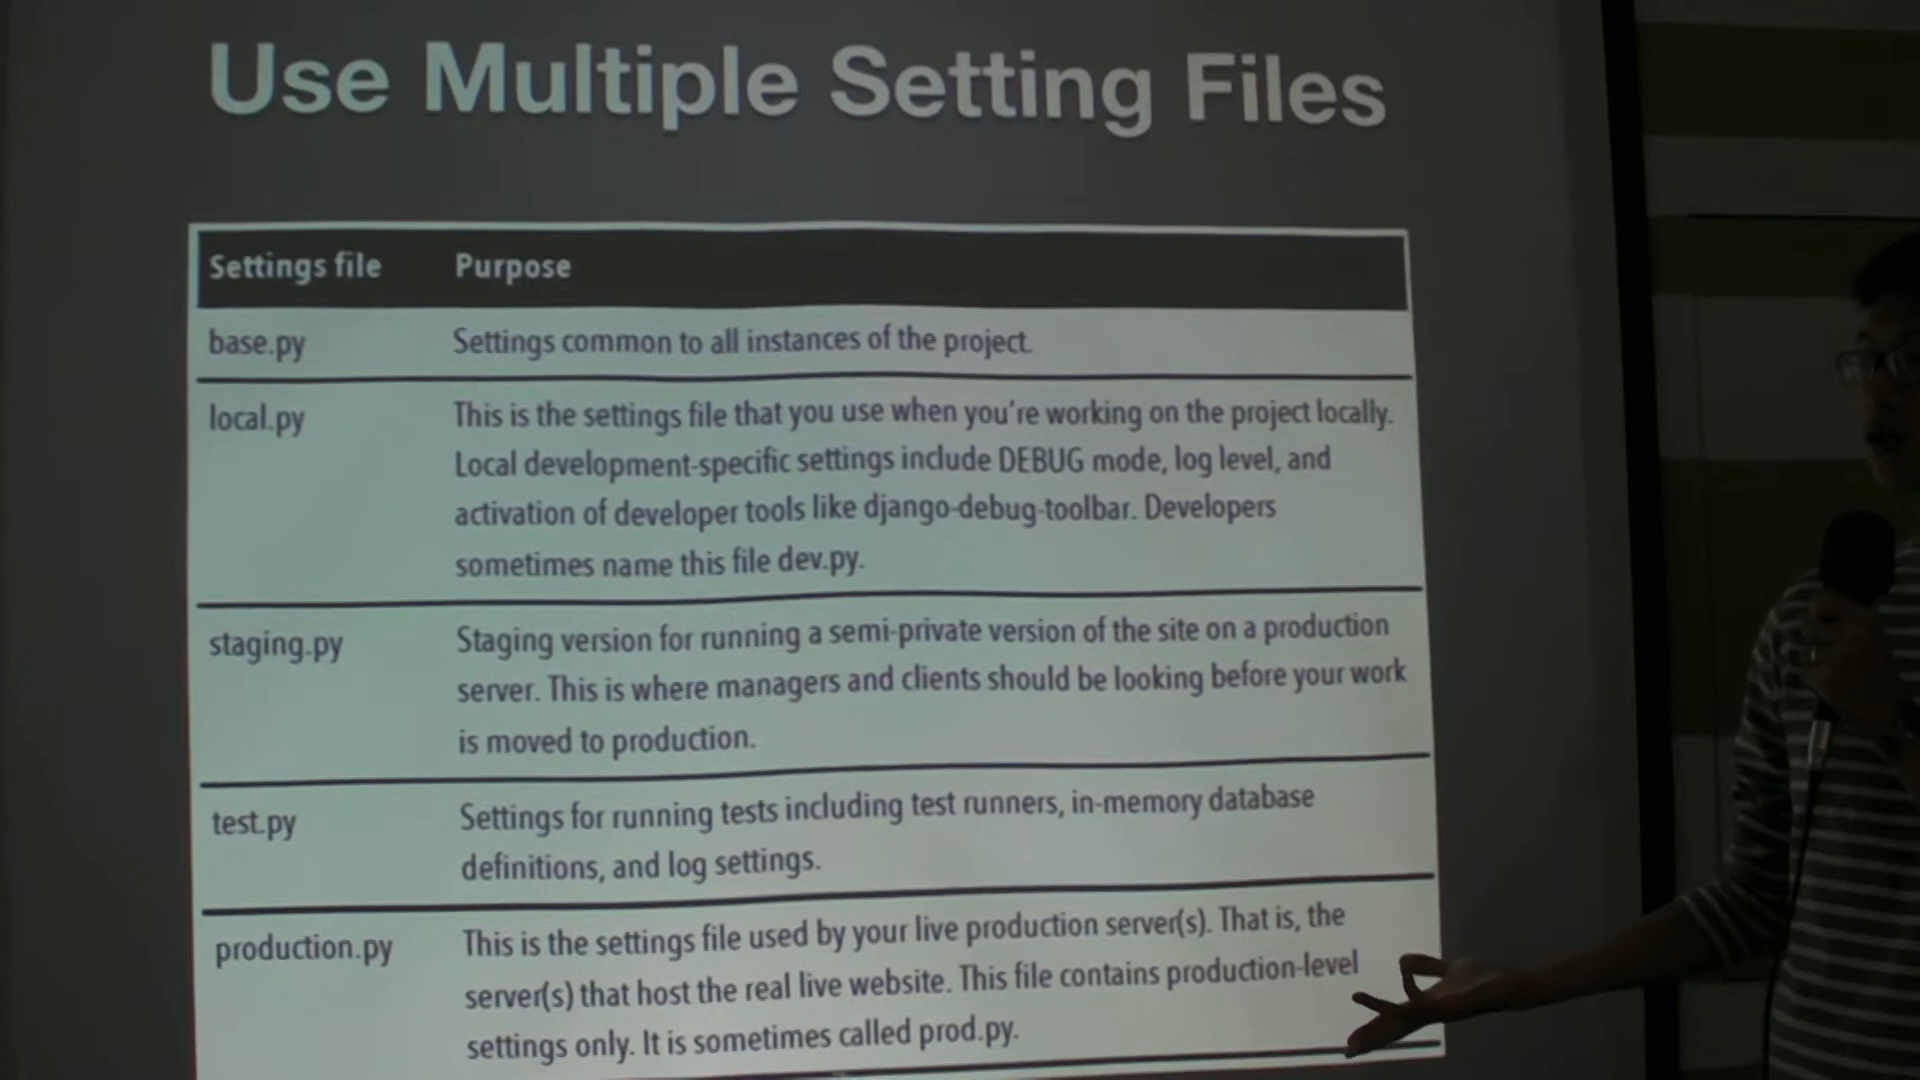 Use Multiple Setting Files
Settings file Purpose
base.py Settings common to all instances of the project.
local.py This is the settings file that you use when you're working on the project locally.
Local development-specific settings include DEBUG mode, log level, and
activation of developer tools like django-debug-toolbar. Developers
sometimes name this file dev.py.
staging.py Staging version for running a semi-private version of the site on a production
server. This is where managers and clients should be looking before your work
is moved to production.
test.py Settings for running tests including test runners, in-memory database
definitions, and log settings.
production.py This is the settings file used by your live production server(s). That is, the
server(s) that host the real live website. This file contains production-level
settings only. It is sometimes called prod.py.